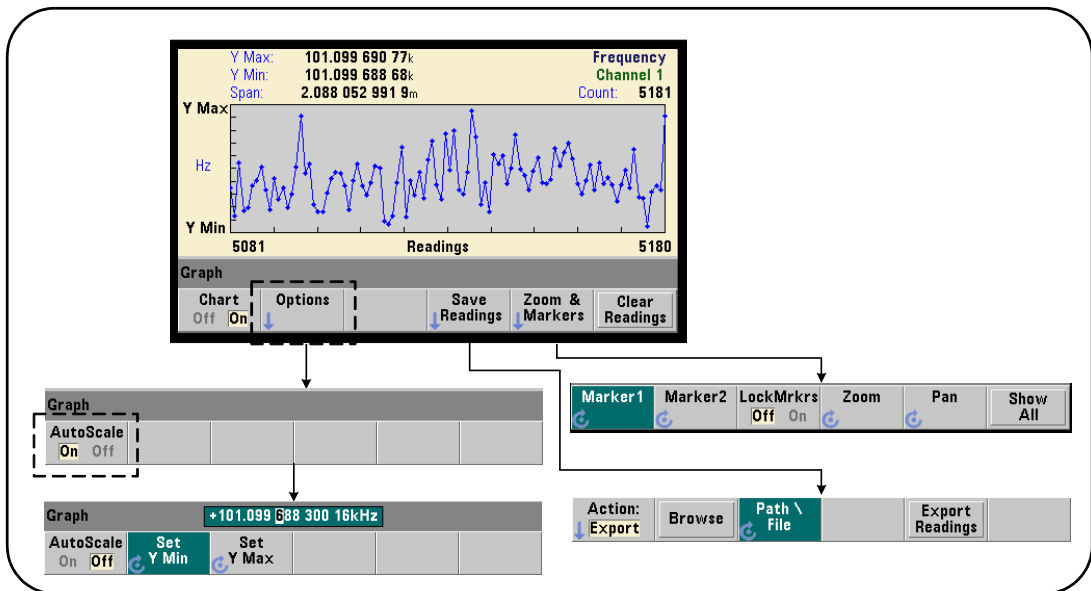 Y Max: 101.099 690 77k Frequency
Y Min: 101.099 688 68k Channel 1
Span: 2.088 052 991 9m Count: 5181
Y Max
Hz
Y Min
5081 Readings 5180
Graph
Chart Options Save Zoom & Clear
Off On Readings Markers Readings
Graph
AutoScale
On Off
Graph +101.099 688 300 16kHz
AutoScale Set Set
On Off Y Min Y Max
Marker1 Marker2 LockMrkrs Zoom Pan Show
Off On All
Action: Browse Path \ Export
Export File Readings